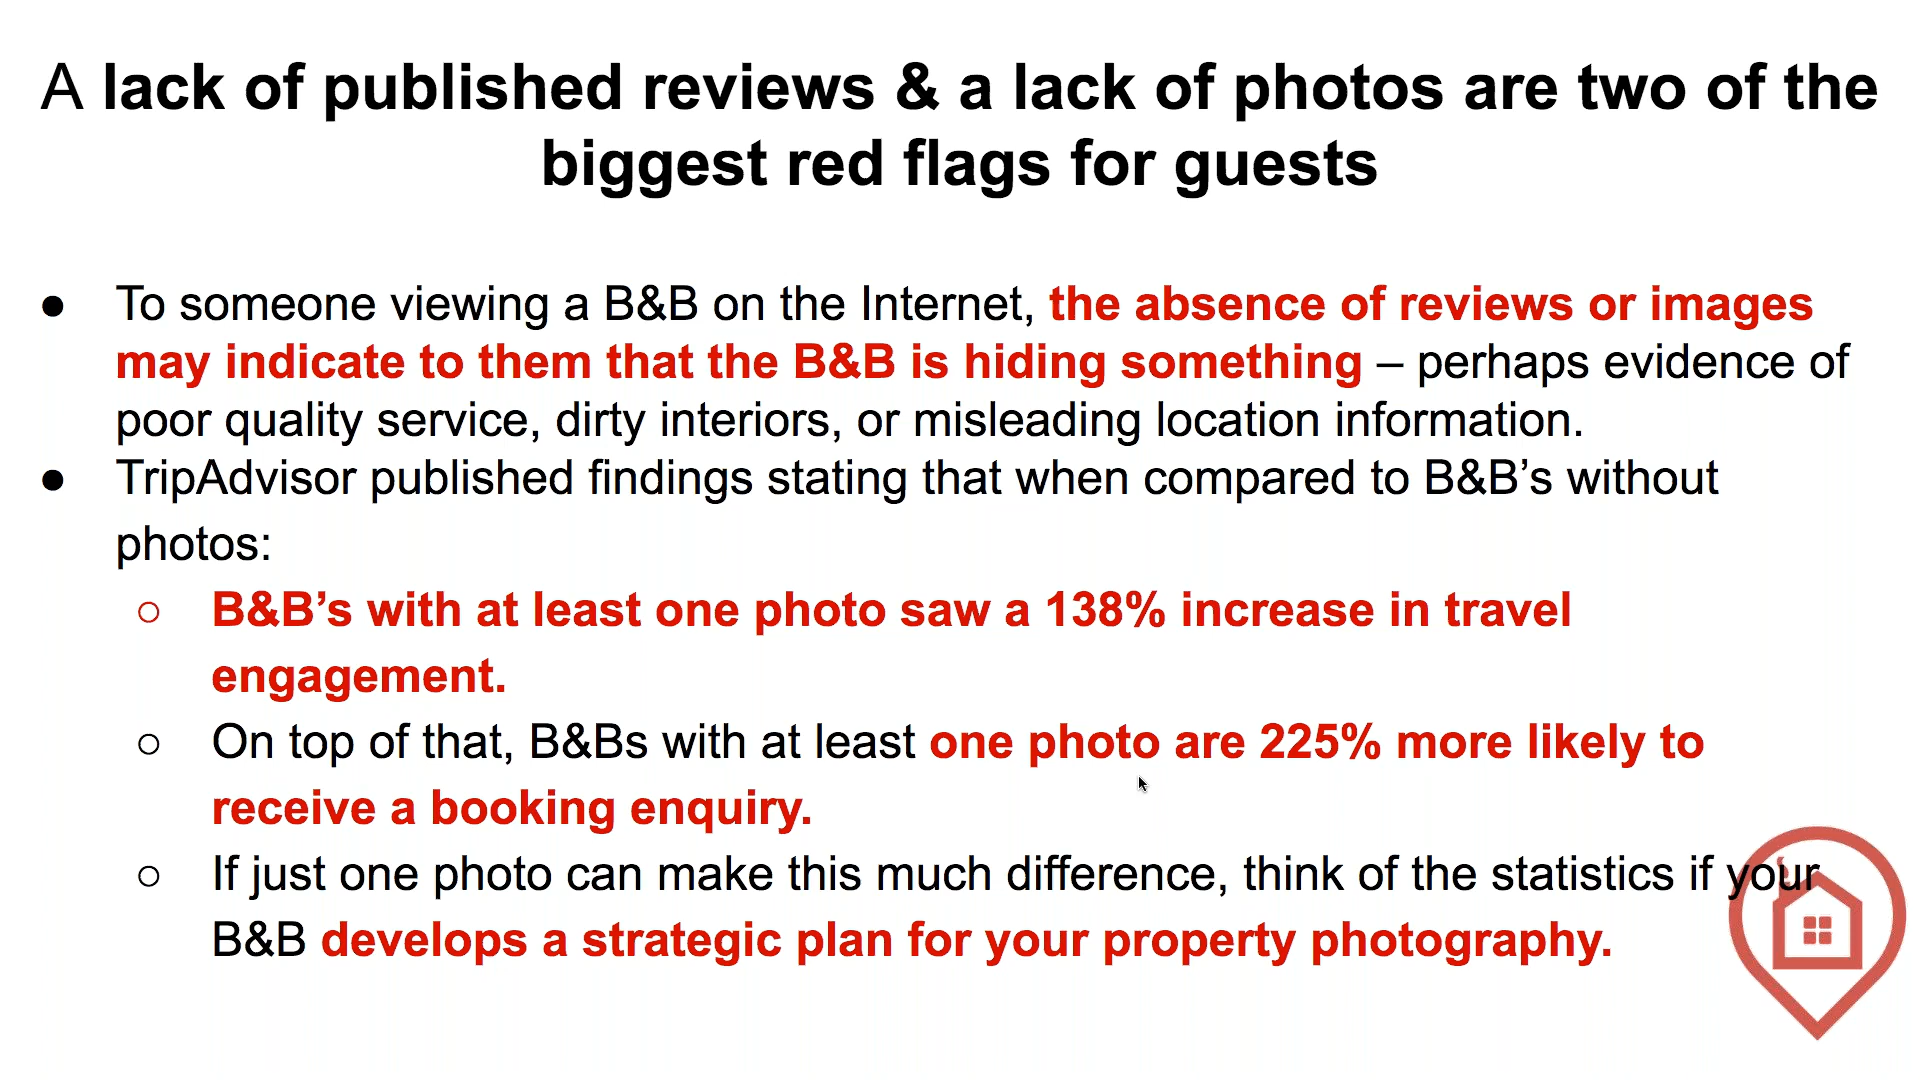 A lack of published reviews & a lack of photos are two of the
biggest red flags for guests
● To someone viewing a B&B on the Internet, the absence of reviews or images
may indicate to them that the B&B is hiding something – perhaps evidence of
poor quality service, dirty interiors, or misleading location information.
● TripAdvisor published findings stating that when compared to B&B’s without
photos:
○ B&B’s with at least one photo saw a 138% increase in travel
engagement.
○ On top of that, B&Bs with at least one photo are 225% more likely to
receive a booking enquiry.
○ If just one photo can make this much difference, think of the statistics if your
B&B develops a strategic plan for your property photography.